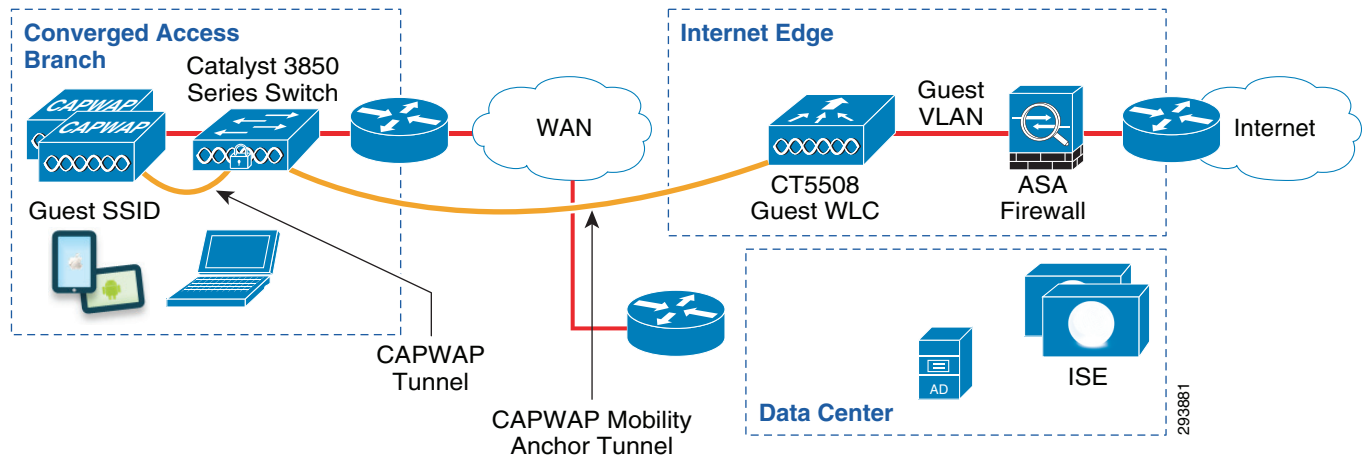 Converged Access
Branch
Catalyst 3850
Series Switch
CAPWAP
CAPWAP
Guest SSID
WAN
Internet Edge
Guest
VLAN
CT5508
Guest WLC
ASA
Firewall
Internet
CAPWAP
Tunnel
CAPWAP Mobility
Anchor Tunnel
AD
ISE
Data Center
293881